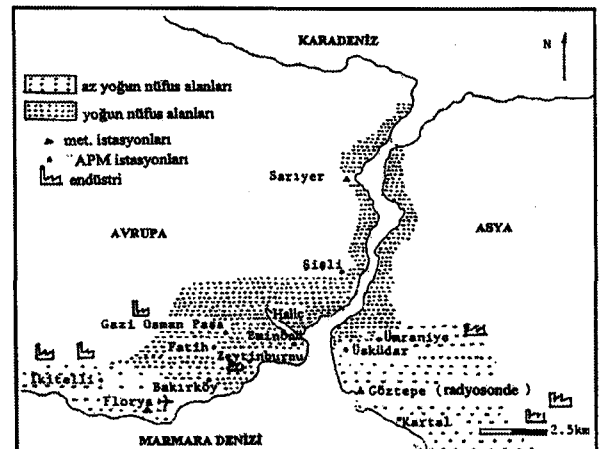 KARADENİZ
N
az yoğun nüfus alanları
yoğun nüfus alanları
met. istasyonları
APM istasyonları
endüstri
Sarıyer
AVRUPA
ASYA
Şişli
Haliç
Gazi Osman Paşa
Eminönü
Ümraniye
Fatih
Üsküdar
Zeytinburnu
İkitelli
Bakırköy
Göztepe (radyosonde )
Florya
Kartal
2.5km
MARMARA DENİZİ